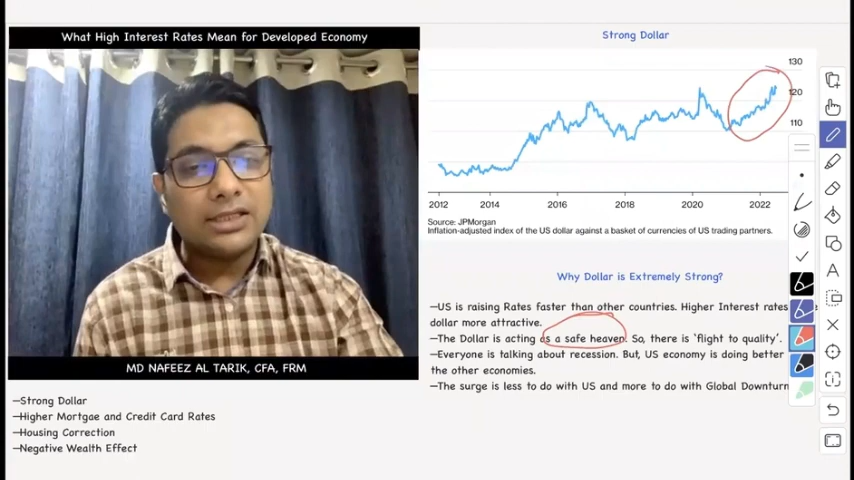 What High Interest Rates Mean for Developed Economy
MD NAFEEZ AL TARIK, CFA, FRM
—Strong Dollar
—Higher Mortgae and Credit Card Rates
—Housing Correction
—Negative Wealth Effect
Strong Dollar
130
120
110
2012 2014 2016 2018 2020 2022
Source: JPMorgan
Inflation-adjusted index of the US dollar against a basket of currencies of US trading partners.
Why Dollar is Extremely Strong?
—US is raising Rates faster than other countries. Higher Interest rates
dollar more attractive.
—The Dollar is acting as a safe heaven. So, there is 'flight to quality'.
—Everyone is talking about recession. But, US economy is doing better
the other economies.
—The surge is less to do with US and more to do with Global Downturn
A